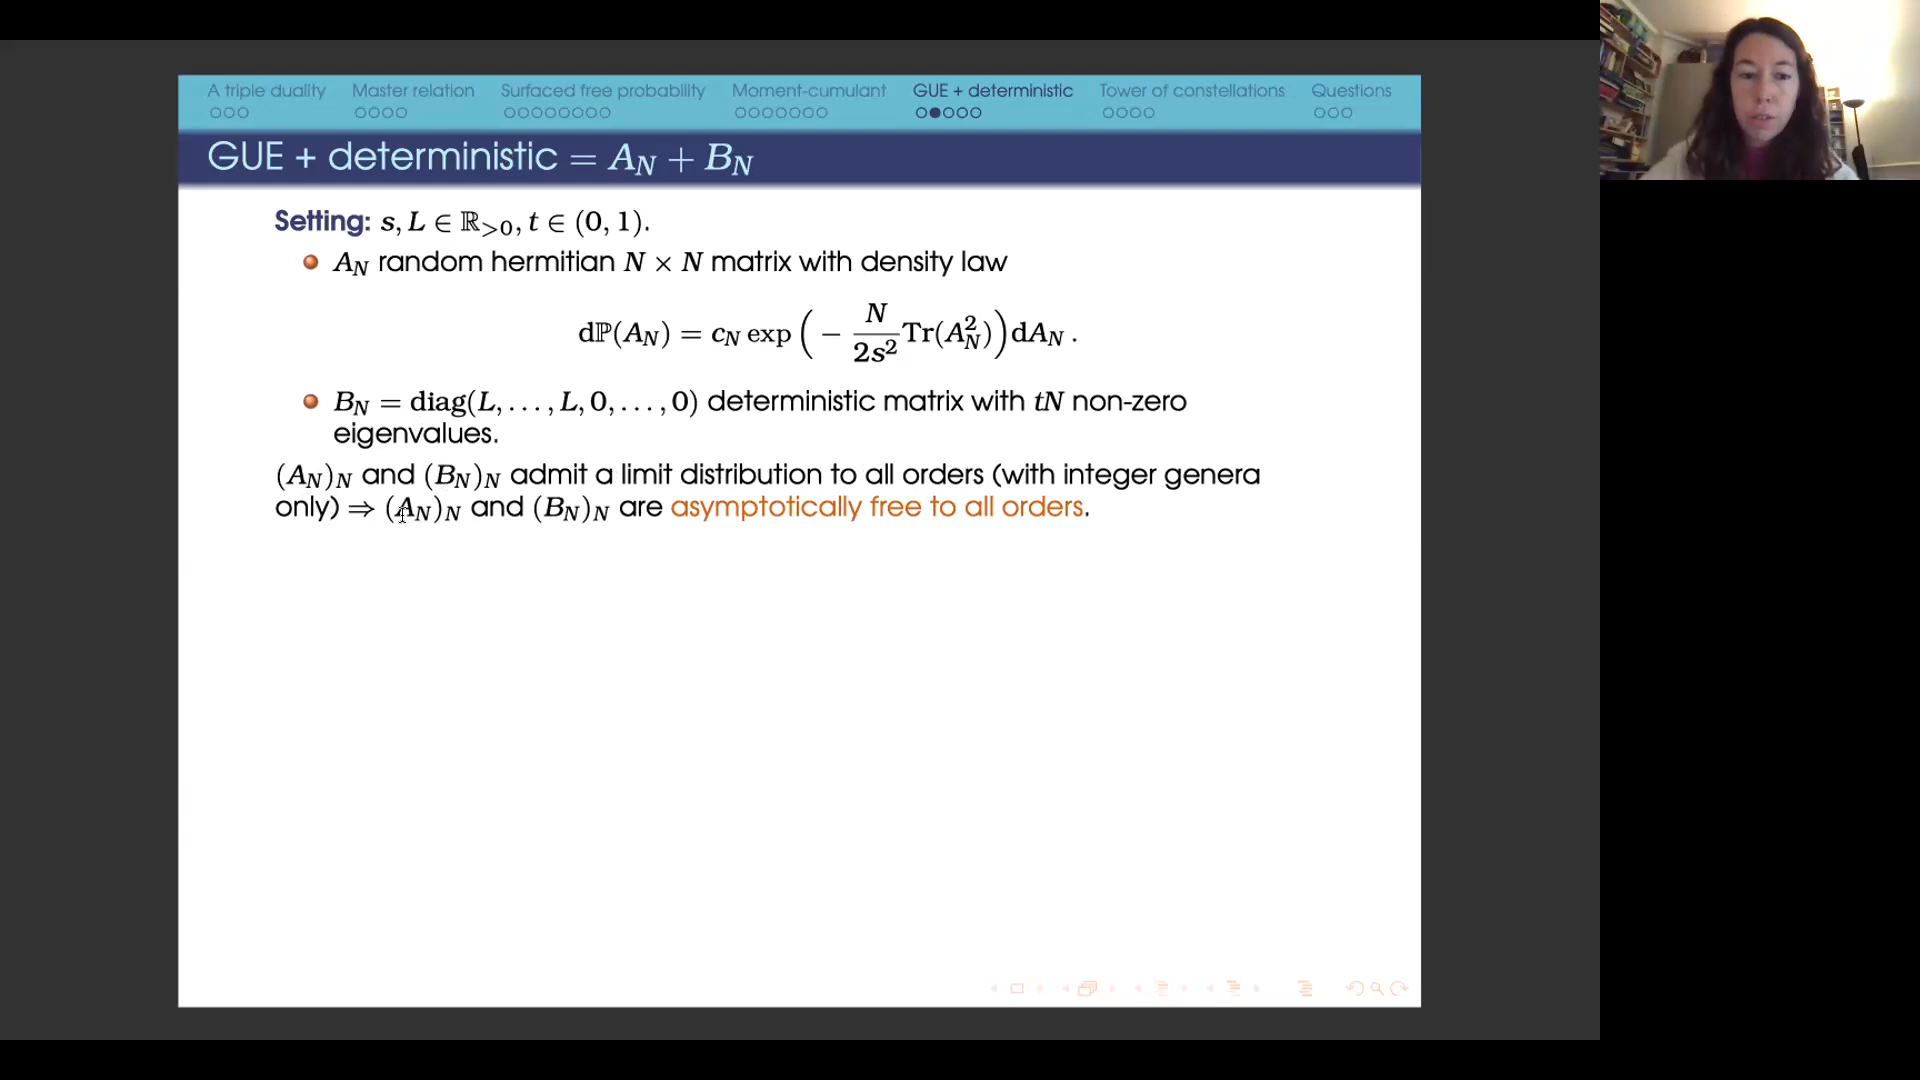 A triple duality Master relation Surfaced free probability Moment-cumulant GUE + deterministic Tower of constellations Questions
GUE + deterministic = A_N + B_N
Setting: s, L ∈ ℝ_{>0}, t ∈ (0, 1).
A_N random hermitian N × N matrix with density law
dℙ(A_N) = c_N exp ( − \frac{N}{2s^2} Tr(A_N^2) ) dA_N .
B_N = diag(L, . . . , L, 0, . . . , 0) deterministic matrix with tN non-zero
eigenvalues.
(A_N)_N and (B_N)_N admit a limit distribution to all orders (with integer genera
only) ⇒ (A_N)_N and (B_N)_N are asymptotically free to all orders.